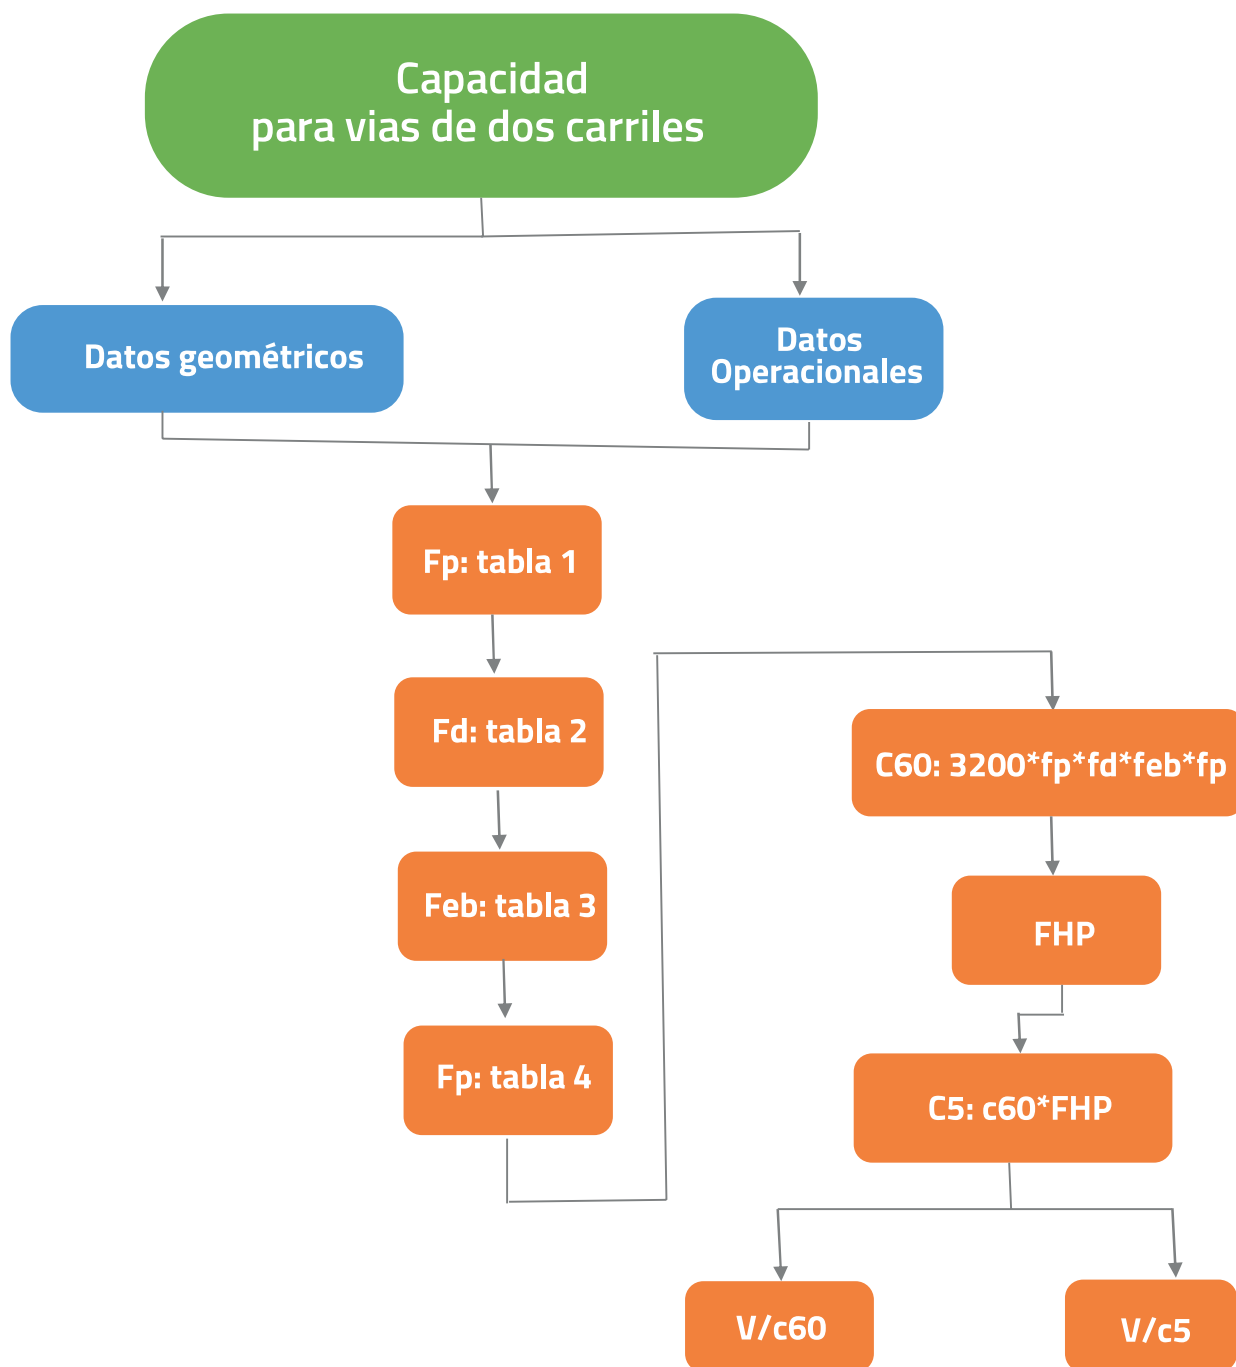 Capacidad
para vias de dos carriles
Datos geométricos
Datos
Operacionales
Fp: tabla 1
Fd: tabla 2
Feb: tabla 3
Fp: tabla 4
C60: 3200*fp*fd*feb*fp
FHP
C5: c60*FHP
V/c60
V/c5